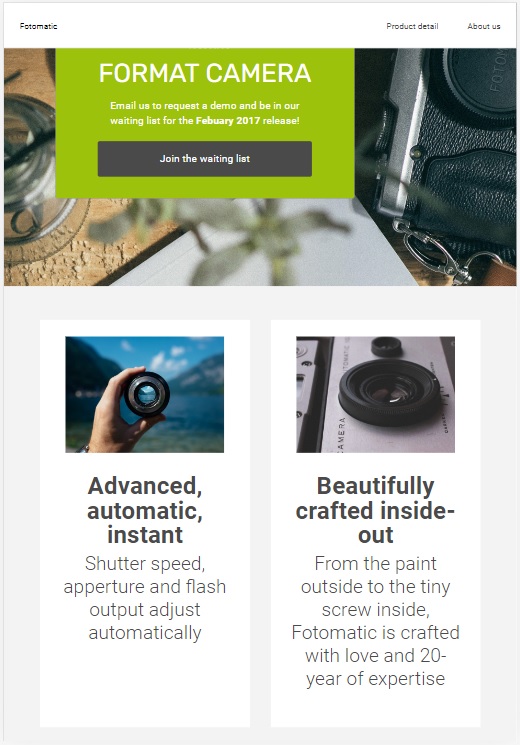 Fotomatic
Product detail
About us
FORMAT CAMERA
Email us to request a demo and be in our
waiting list for the Febuary 2017 release!
Join the waiting list
Advanced,
automatic,
instant
Shutter speed,
apperture and flash
output adjust
automatically
Beautifully
crafted inside-
out
From the paint
outside to the tiny
screw inside,
Fotomatic is crafted
with love and 20-
year of expertise